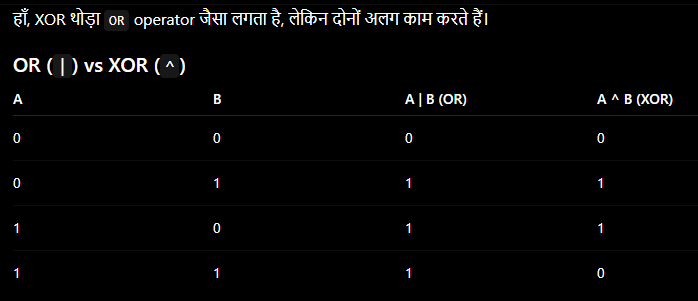 हाँ, XOR थोड़ा OR operator जैसा लगता है, लेकिन दोनों अलग काम करते हैं।
OR ( | ) vs XOR ( ^ )
A B A | B (OR) A ^ B (XOR)
0 0 0 0
0 1 1 1
1 0 1 1
1 1 1 0